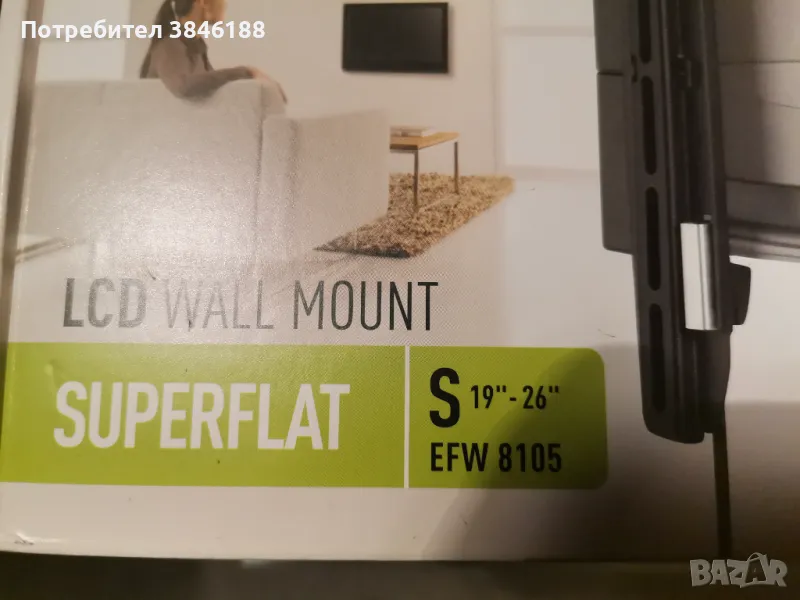 Потребител 3846188
LCD WALL MOUNT
SUPERFLAT
S 19"- 26"
EFW 8105
BAZAR